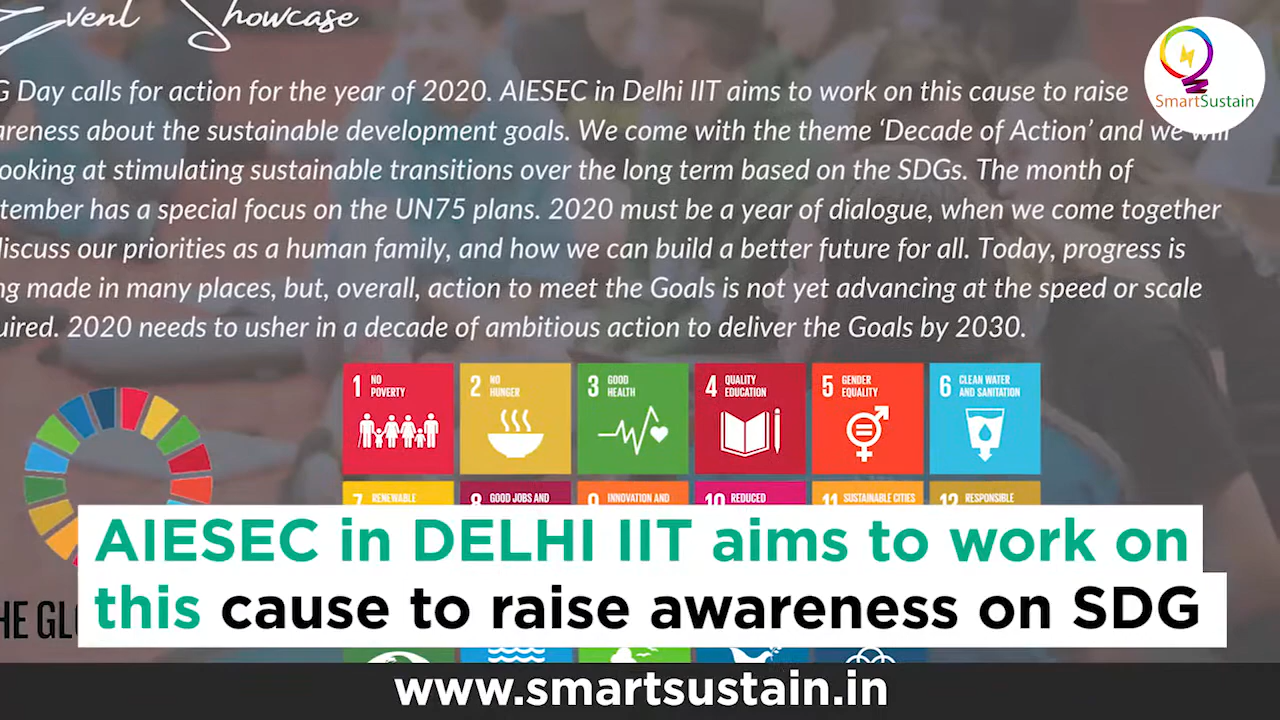 Event Showcase
SmartSustain
G Day calls for action for the year of 2020. AIESEC in Delhi IIT aims to work on this cause to raise
areness about the sustainable development goals. We come with the theme ‘Decade of Action’ and we will
ooking at stimulating sustainable transitions over the long term based on the SDGs. The month of
tember has a special focus on the UN75 plans. 2020 must be a year of dialogue, when we come together
discuss our priorities as a human family, and how we can build a better future for all. Today, progress is
ng made in many places, but, overall, action to meet the Goals is not yet advancing at the speed or scale
uired. 2020 needs to usher in a decade of ambitious action to deliver the Goals by 2030.
1 NO POVERTY
2 NO HUNGER
3 GOOD HEALTH
4 QUALITY EDUCATION
5 GENDER EQUALITY
6 CLEAN WATER AND SANITATION
7 RENEWABLE
8 GOOD JOBS AND
9 INNOVATION AND
10 REDUCED
11 SUSTAINABLE CITIES
12 RESPONSIBLE
AIESEC in DELHI IIT aims to work on
this cause to raise awareness on SDG
HE GL
www.smartsustain.in